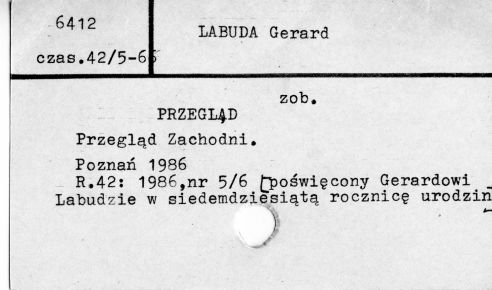 6412
LABUDA Gerard
czas.42/5-66
zob.
PRZEGLĄD
Przegląd Zachodni.
Poznań 1986
R.42: 1986,nr 5/6 [poświęcony Gerardowi
Labudzie w siedemdziesiątą rocznicę urodzin